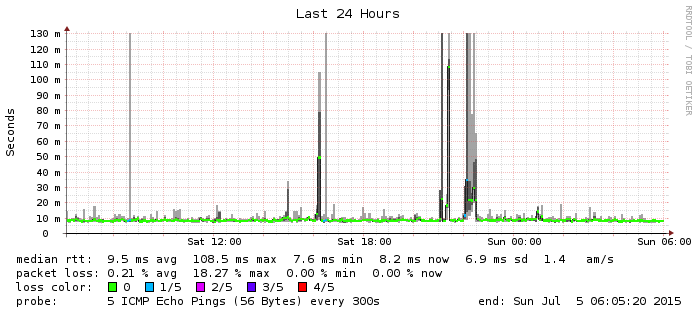 Last 24 Hours
RRDTOOL / TOBI OETIKER
Seconds
130 m
120 m
110 m
100 m
90 m
80 m
70 m
60 m
50 m
40 m
30 m
20 m
10 m
0
Sat 12:00 Sat 18:00 Sun 00:00 Sun 06:00
median rtt: 9.5 ms avg 108.5 ms max 7.6 ms min 8.2 ms now 6.9 ms sd 1.4 am/s
packet loss: 0.21 % avg 18.27 % max 0.00 % min 0.00 % now
loss color: 0 1/5 2/5 3/5 4/5
probe: 5 ICMP Echo Pings (56 Bytes) every 300s end: Sun Jul 5 06:05:20 2015